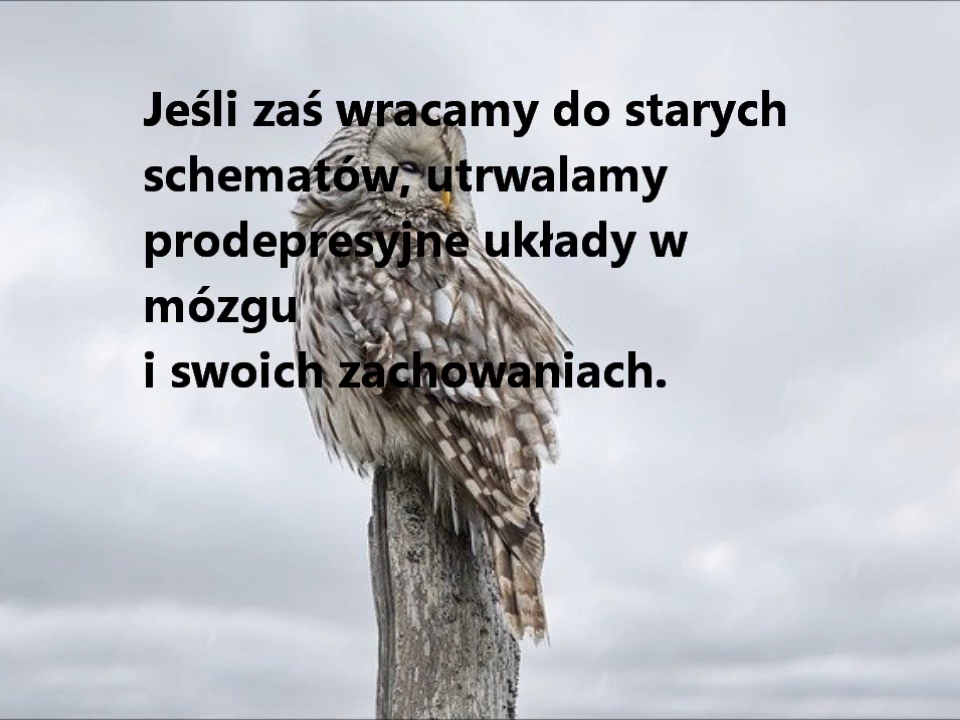 Jeśli zaś wracamy do starych
schematów, utrwalamy
prodepresyjne układy w
mózgu
i swoich zachowaniach.